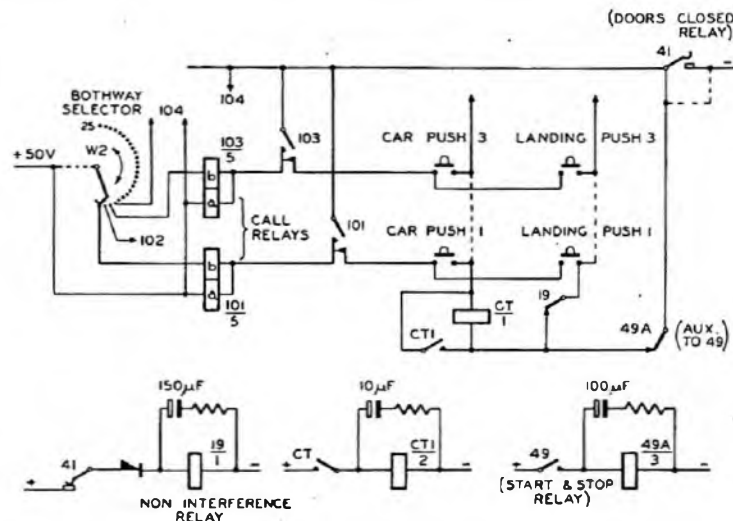 (DOORS CLOSED
RELAY)
41
-
BOTHWAY
SELECTOR
104
104
25
103
103
5
CAR PUSH 3
LANDING PUSH 3
+50V
W2
b
a
CALL
RELAYS
102
101
CAR PUSH 1
LANDING PUSH 1
b
a
101
5
CT
1
19
CT1
49A
(AUX.
TO 49)
150µF
10µF
100µF
41
19
1
-
CT
CT1
2
-
49
49A
3
-
+
+
+
NON INTERFERENCE
RELAY
(START & STOP
RELAY)